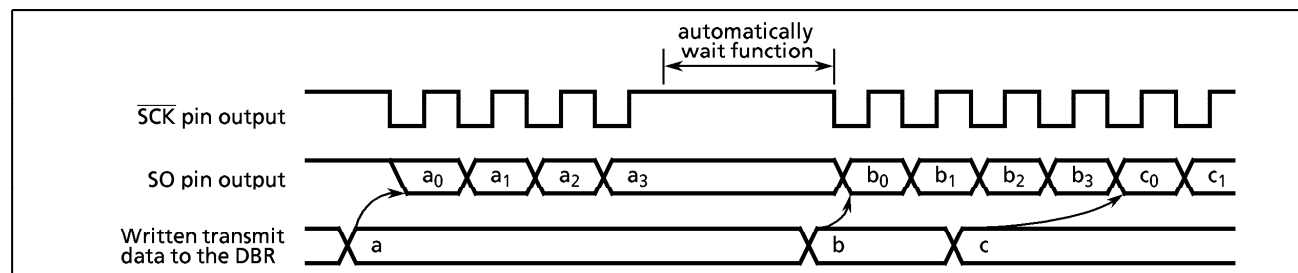 automatically
wait function
SCK pin output
SO pin output
a0 a1 a2 a3 b0 b1 b2 b3 c0 c1
Written transmit
data to the DBR
a b c